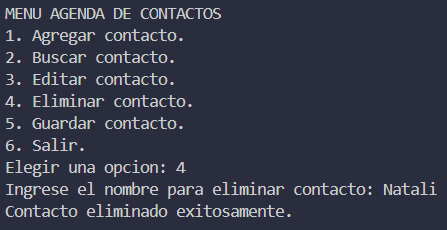 MENU AGENDA DE CONTACTOS
1. Agregar contacto.
2. Buscar contacto.
3. Editar contacto.
4. Eliminar contacto.
5. Guardar contacto.
6. Salir.
Elegir una opcion: 4
Ingrese el nombre para eliminar contacto: Natali
Contacto eliminado exitosamente.